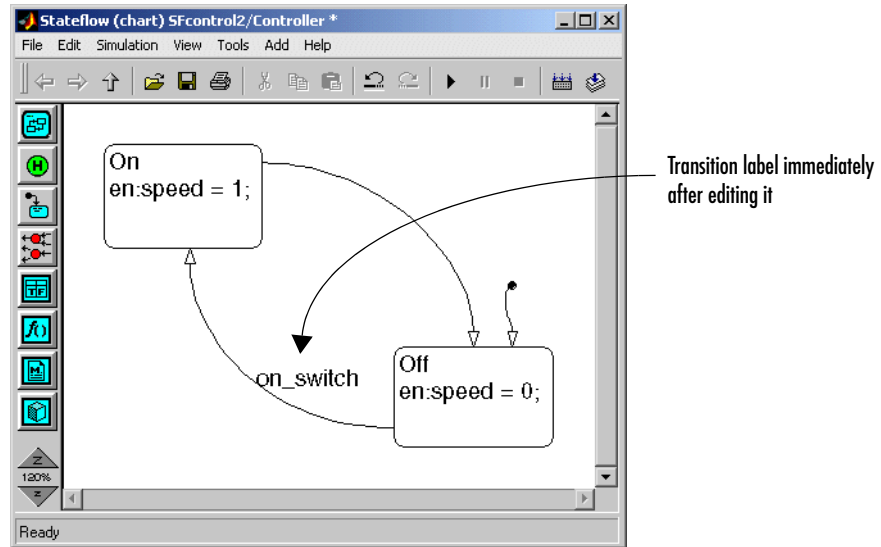 Stateflow (chart) SFcontrol2/Controller *
File Edit Simulation View Tools Add Help
H
On
en:speed = 1;
Transition label immediately
after editing it
TF
f()
M
on_switch
Off
en:speed = 0;
Z
120%
z
Ready